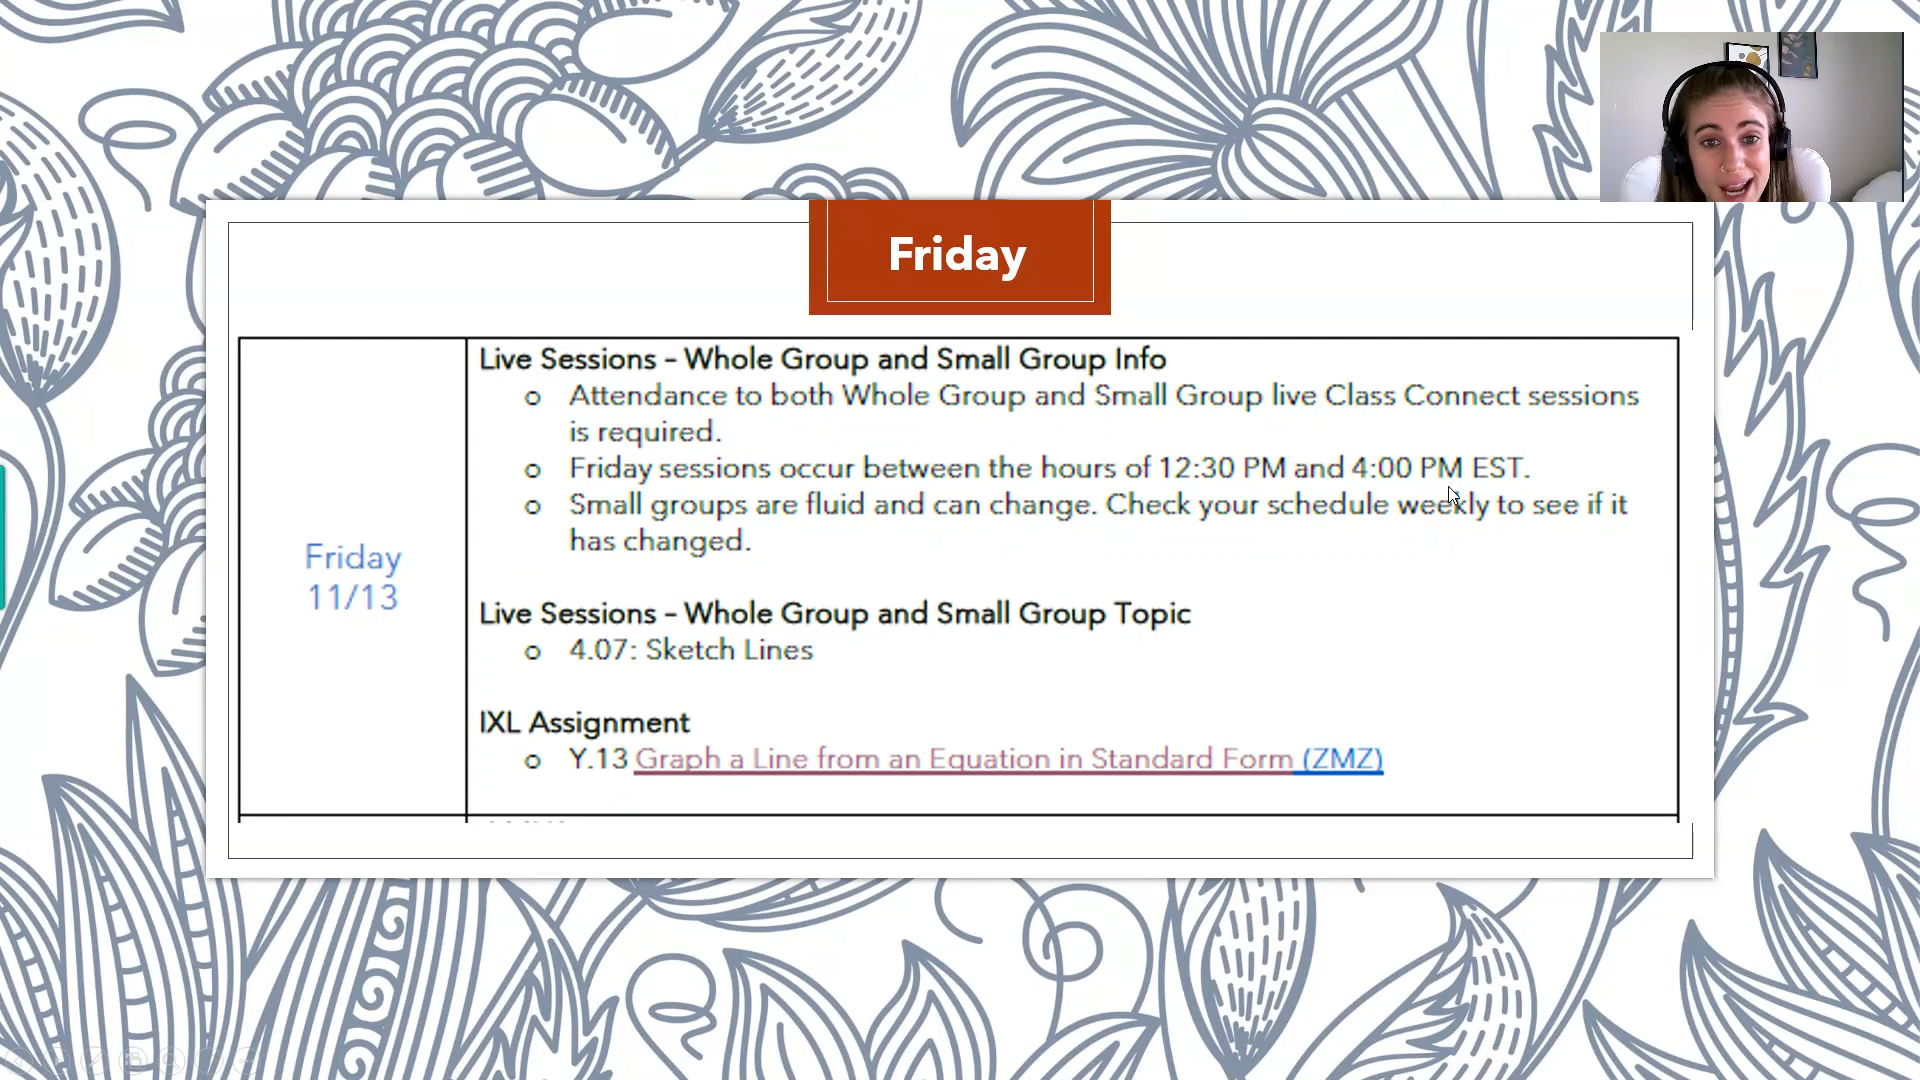 Friday
Live Sessions – Whole Group and Small Group Info
o Attendance to both Whole Group and Small Group live Class Connect sessions
is required.
o Friday sessions occur between the hours of 12:30 PM and 4:00 PM EST.
o Small groups are fluid and can change. Check your schedule weekly to see if it
has changed.
Friday
11/13
Live Sessions – Whole Group and Small Group Topic
o 4.07: Sketch Lines
IXL Assignment
o Y.13 Graph a Line from an Equation in Standard Form (ZMZ)